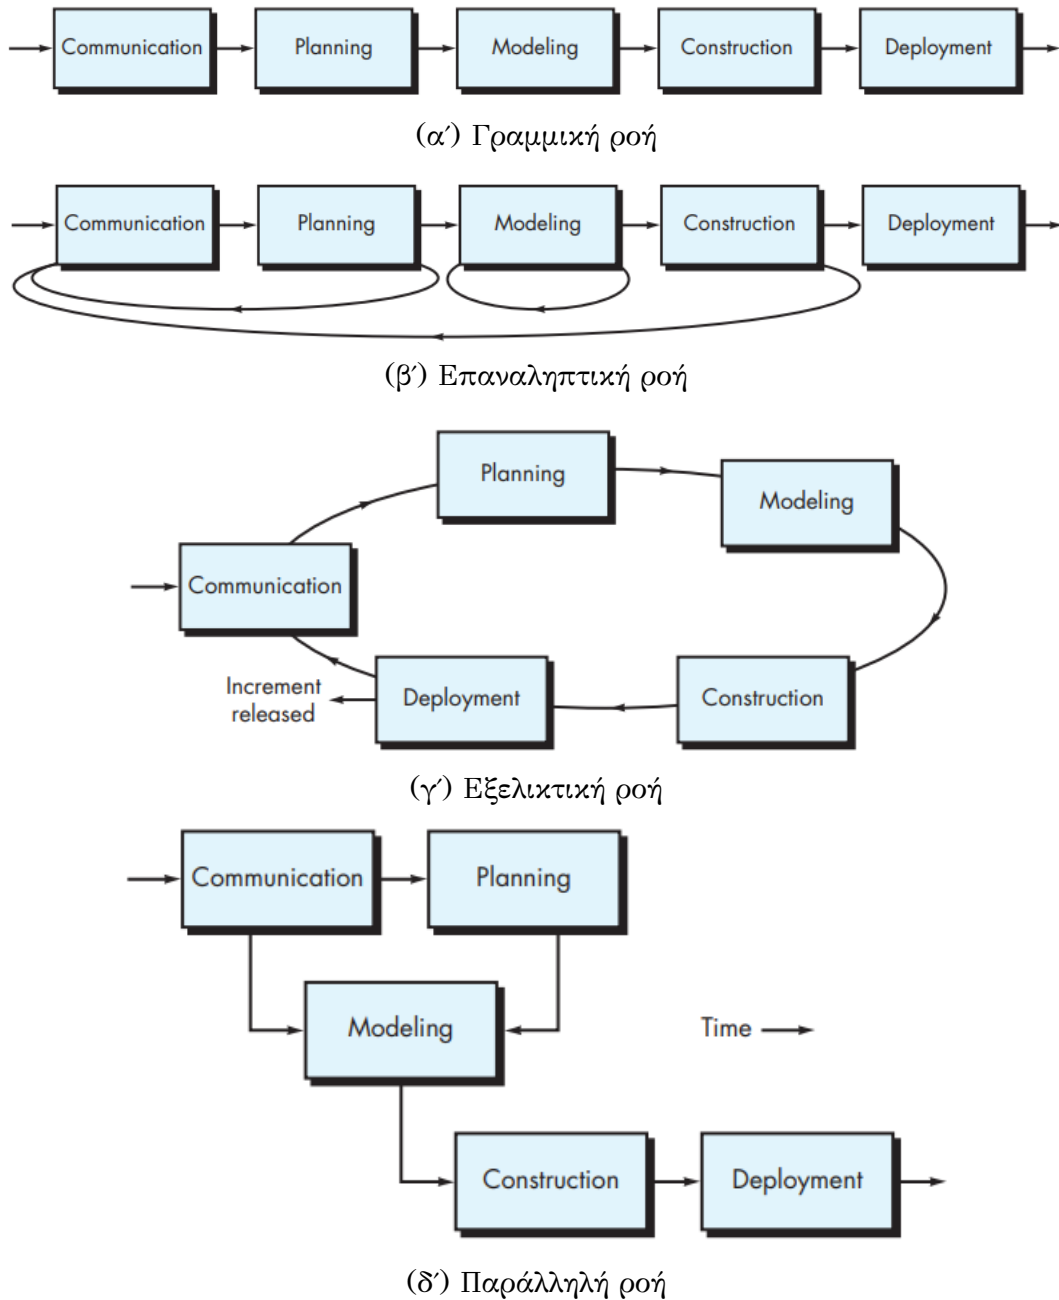 Communication Planning Modeling Construction Deployment
(α΄) Γραμμική ροή
Communication Planning Modeling Construction Deployment
(β΄) Επαναληπτική ροή
Planning
Modeling
Communication
Increment
released
Deployment
Construction
(γ΄) Εξελικτική ροή
Communication Planning
Modeling
Time
Construction Deployment
(δ΄) Παράλληλή ροή